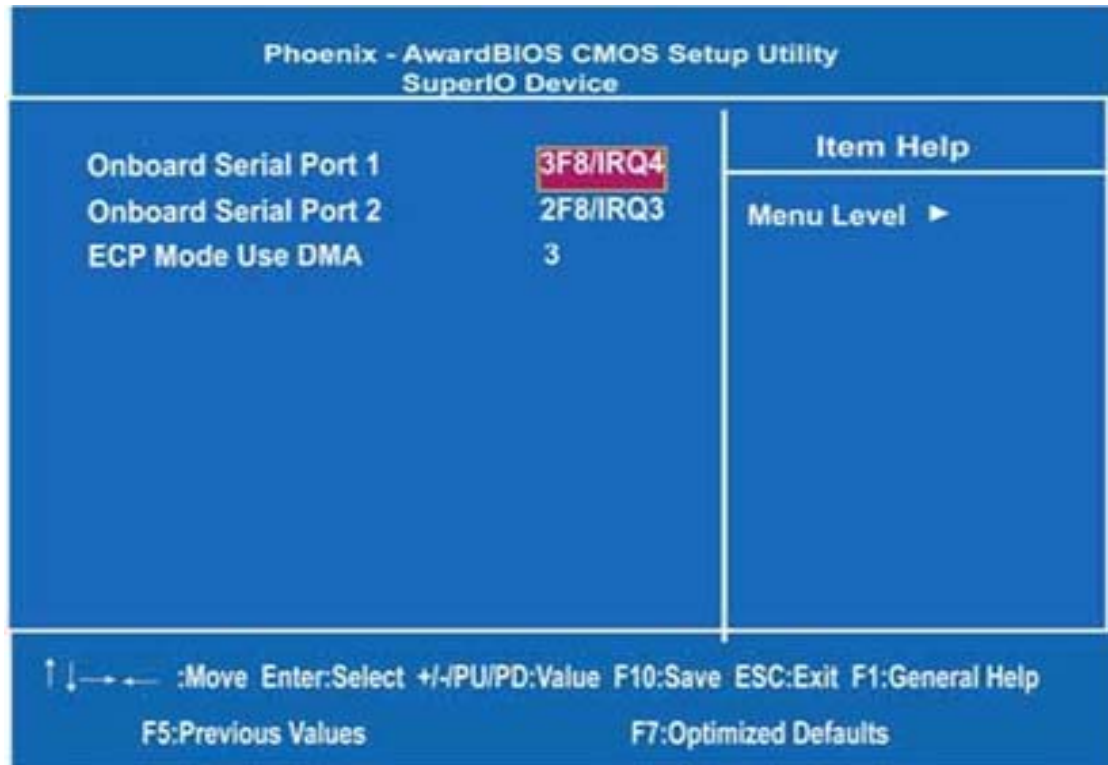 Phoenix - AwardBIOS CMOS Setup Utility
SuperIO Device
Onboard Serial Port 1 3F8/IRQ4
Onboard Serial Port 2 2F8/IRQ3
ECP Mode Use DMA 3
Item Help
Menu Level ►
↑↓→← :Move Enter:Select +/-/PU/PD:Value F10:Save ESC:Exit F1:General Help
F5:Previous Values F7:Optimized Defaults